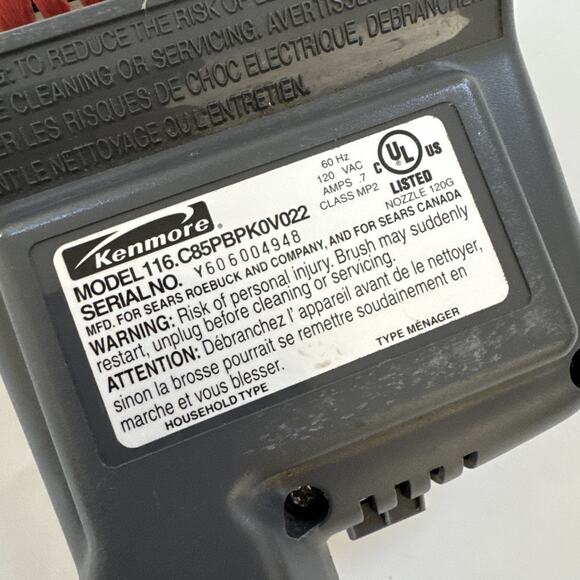 TO REDUCE THE RISK OF
CLEANING OR SERVICING. AVERTISSE
LES RISQUES DE CHOC ELECTRIQUE, DEBRANCHE
LE NETTOYAGE OU L'ENTRETIEN.
Kenmore
60 Hz
120 VAC
AMPS .7
CLASS MP2
C UL US
LISTED
NOZZLE 120G
MODEL 116.C85PBPK0V022
SERIAL NO. Y606004948
MFD. FOR SEARS ROEBUCK AND COMPANY, AND FOR SEARS CANADA
WARNING: Risk of personal injury. Brush may suddenly
restart, unplug before cleaning or servicing.
ATTENTION: Débranchez l' appareil avant de le nettoyer,
sinon la brosse pourrait se remettre soudainement en
marche et vous blesser.
HOUSEHOLD TYPE
TYPE MÉNAGER